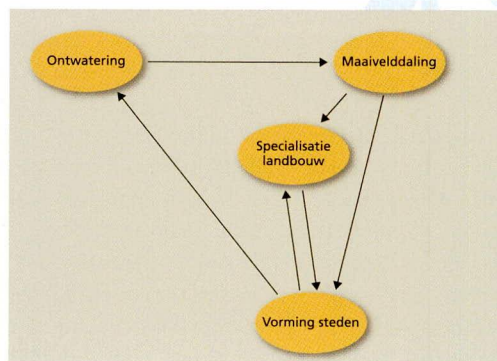 Ontwatering
Maaivelddaling
Specialisatie
landbouw
Vorming steden